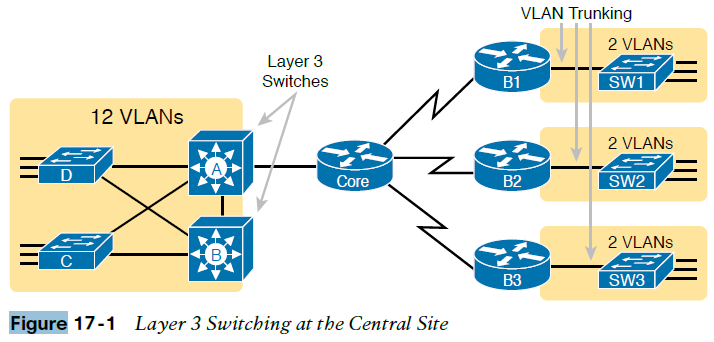 VLAN Trunking
Layer 3
Switches
12 VLANs
D
C
A
B
Core
B1
2 VLANs
SW1
B2
2 VLANs
SW2
B3
2 VLANs
SW3
Figure 17-1 Layer 3 Switching at the Central Site